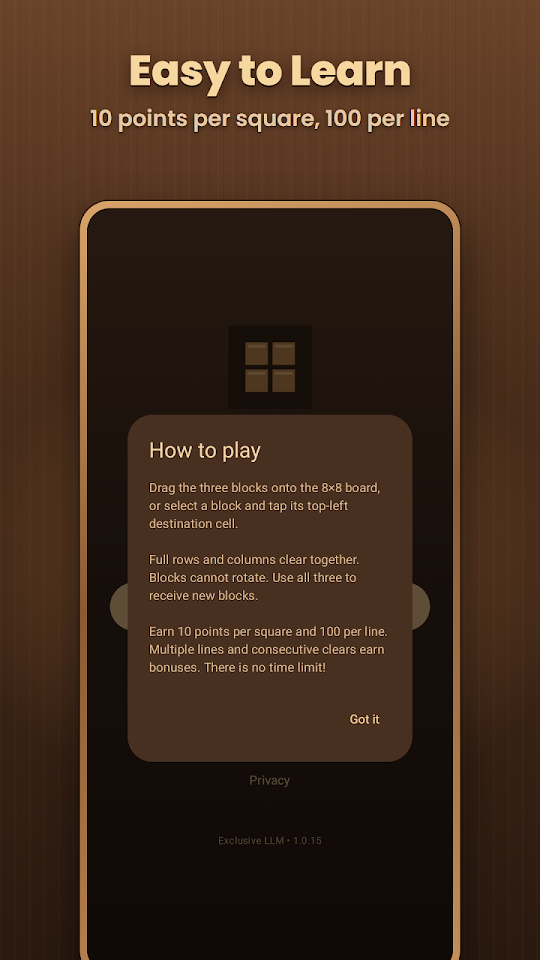 Easy to Learn
10 points per square, 100 per line
How to play
Drag the three blocks onto the 8×8 board,
or select a block and tap its top-left
destination cell.
Full rows and columns clear together.
Blocks cannot rotate. Use all three to
receive new blocks.
Earn 10 points per square and 100 per line.
Multiple lines and consecutive clears earn
bonuses. There is no time limit!
Got it
Privacy
Exclusive LLM • 1.0.15